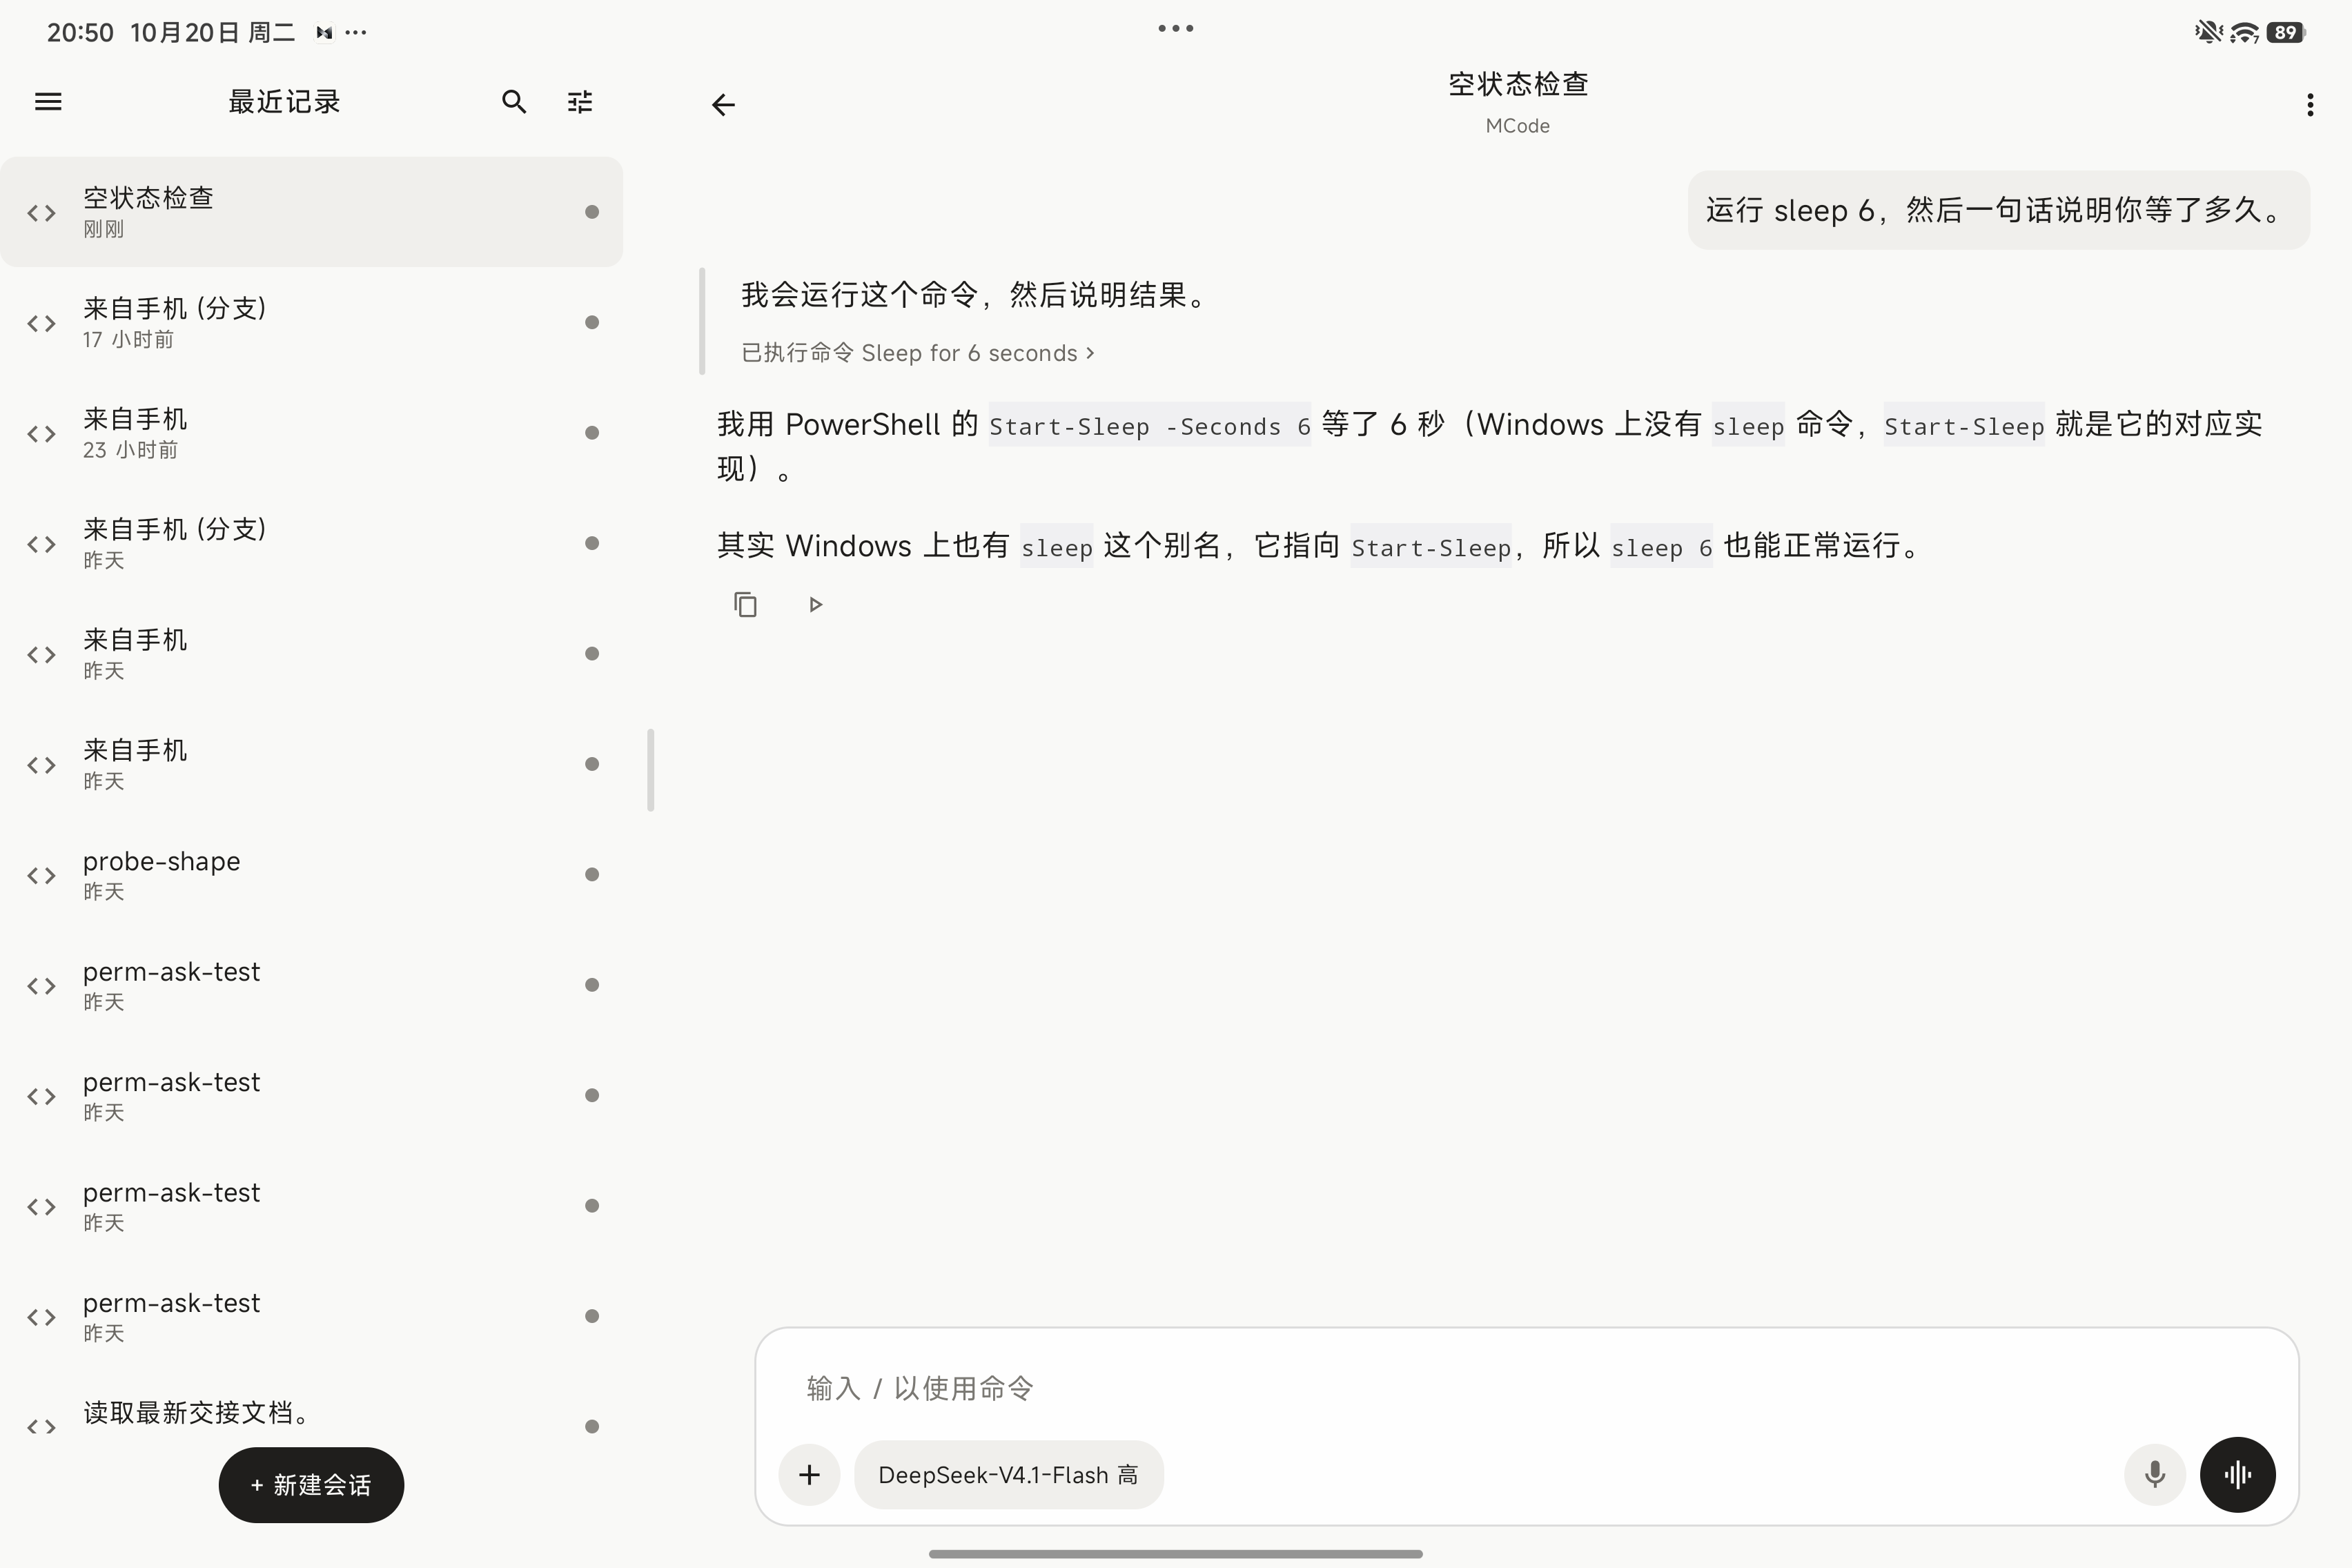 20:50 10月20日 周二
89
最近记录
空状态检查
刚刚
来自手机 (分支)
17 小时前
来自手机
23 小时前
来自手机 (分支)
昨天
来自手机
昨天
来自手机
昨天
probe-shape
昨天
perm-ask-test
昨天
perm-ask-test
昨天
perm-ask-test
昨天
perm-ask-test
昨天
读取最新交接文档。
+ 新建会话
空状态检查
MCode
运行 sleep 6，然后一句话说明你等了多久。
我会运行这个命令，然后说明结果。
已执行命令 Sleep for 6 seconds
我用 PowerShell 的 Start-Sleep -Seconds 6 等了 6 秒（Windows 上没有 sleep 命令，Start-Sleep 就是它的对应实
现）。
其实 Windows 上也有 sleep 这个别名，它指向 Start-Sleep，所以 sleep 6 也能正常运行。
输入 / 以使用命令
DeepSeek-V4.1-Flash 高